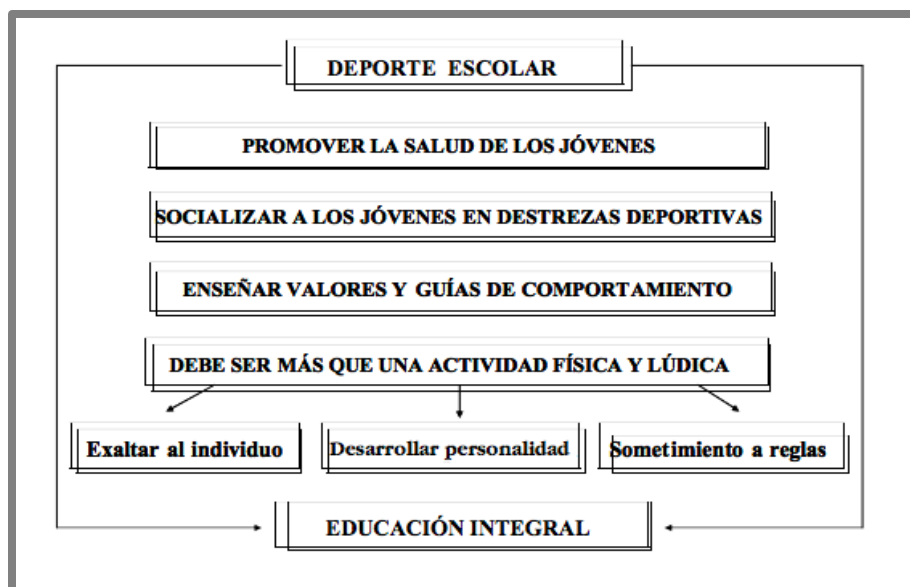 DEPORTE ESCOLAR
PROMOVER LA SALUD DE LOS JÓVENES
SOCIALIZAR A LOS JÓVENES EN DESTREZAS DEPORTIVAS
ENSEÑAR VALORES Y GUÍAS DE COMPORTAMIENTO
DEBE SER MÁS QUE UNA ACTIVIDAD FÍSICA Y LÚDICA
Exaltar al individuo
Desarrollar personalidad
Sometimiento a reglas
EDUCACIÓN INTEGRAL